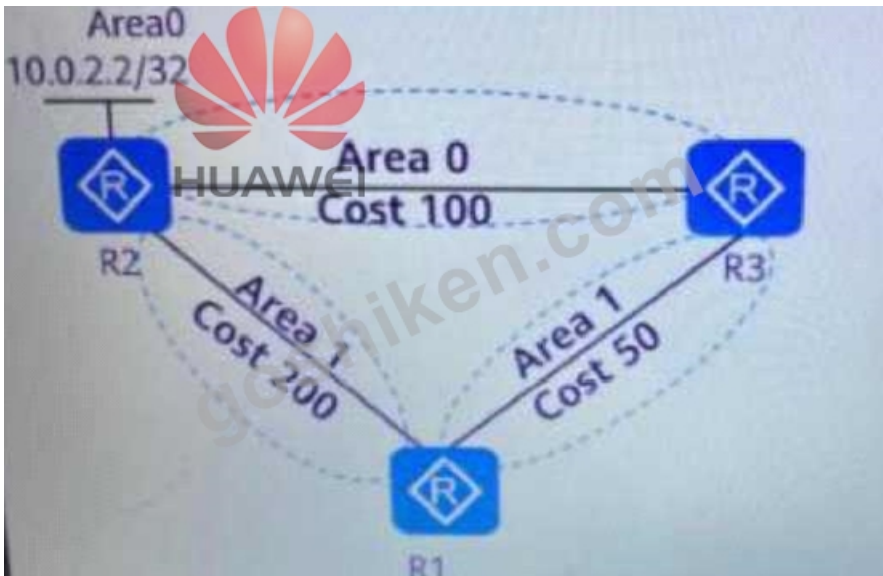 Area0
10.0.2.2/32
HUAWEI
Area 0
Cost 100
R2
R3
Area 1
Cost 200
Area 1
Cost 50
R1